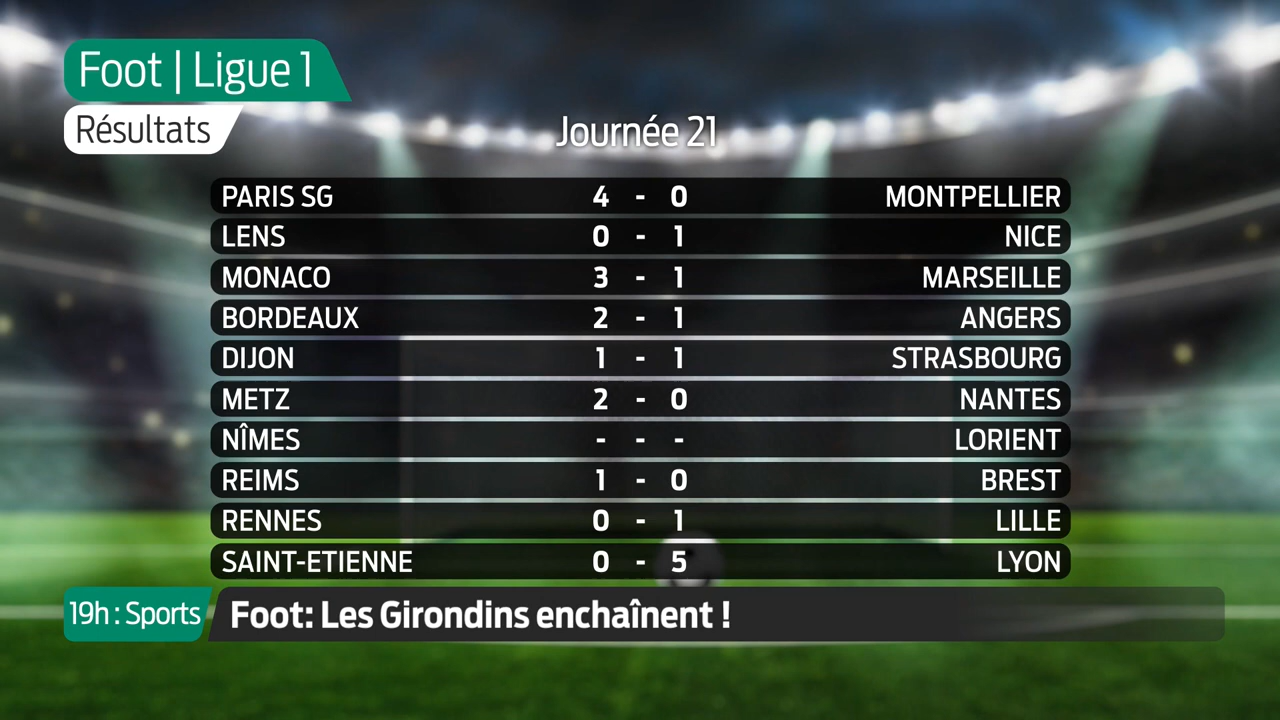 Foot | Ligue 1
Résultats
Journée 21
PARIS SG 4 - 0 MONTPELLIER
LENS 0 - 1 NICE
MONACO 3 - 1 MARSEILLE
BORDEAUX 2 - 1 ANGERS
DIJON 1 - 1 STRASBOURG
METZ 2 - 0 NANTES
NÎMES - - - LORIENT
REIMS 1 - 0 BREST
RENNES 0 - 1 LILLE
SAINT-ETIENNE 0 - 5 LYON
19h : Sports Foot: Les Girondins enchaînent !